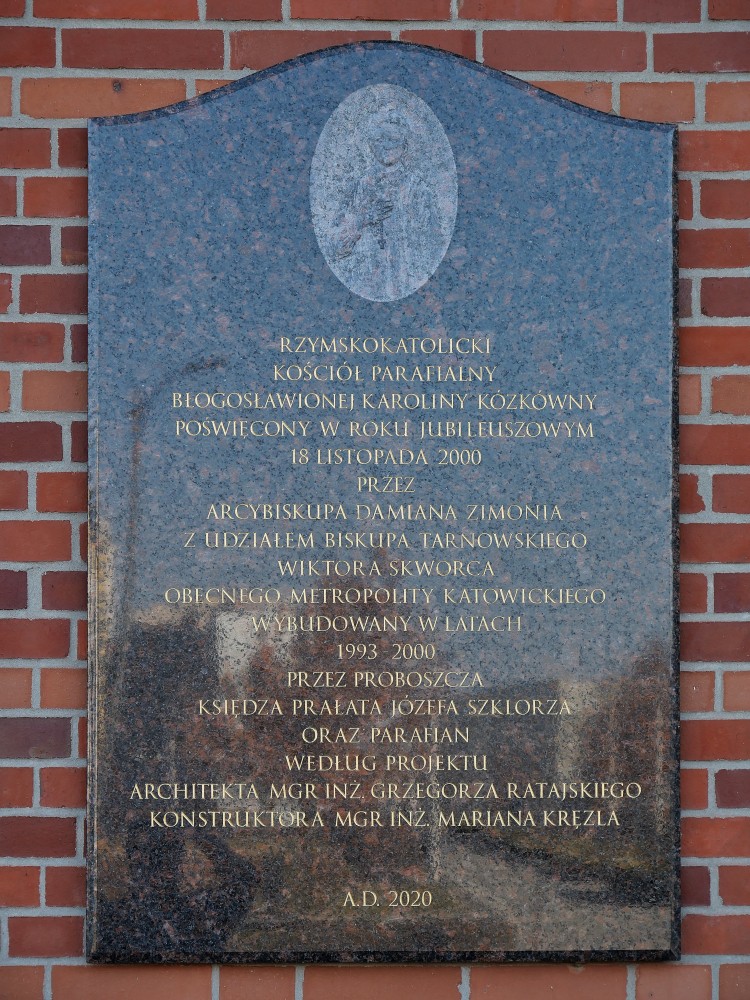 RZYMSKOKATOLICKI
KOŚCIÓŁ PARAFIALNY
BŁOGOSŁAWIONEJ KAROLINY KÓZKÓWNY
POŚWIĘCONY W ROKU JUBILEUSZOWYM
18 LISTOPADA 2000
PRZEZ
ARCYBISKUPA DAMIANA ZIMONIA
Z UDZIAŁEM BISKUPA TARNOWSKIEGO
WIKTORA SKWORCA
OBECNEGO METROPOLITY KATOWICKIEGO
WYBUDOWANY W LATACH
1993-2000
PRZEZ PROBOSZCZA
KSIĘDZA PRAŁATA JÓZEFA SZKLORZA
ORAZ PARAFIAN
WEDŁUG PROJEKTU
ARCHITEKTA MGR INŻ. GRZEGORZA RATAJSKIEGO
KONSTRUKTORA MGR INŻ. MARIANA KRĘZLA
A.D. 2020